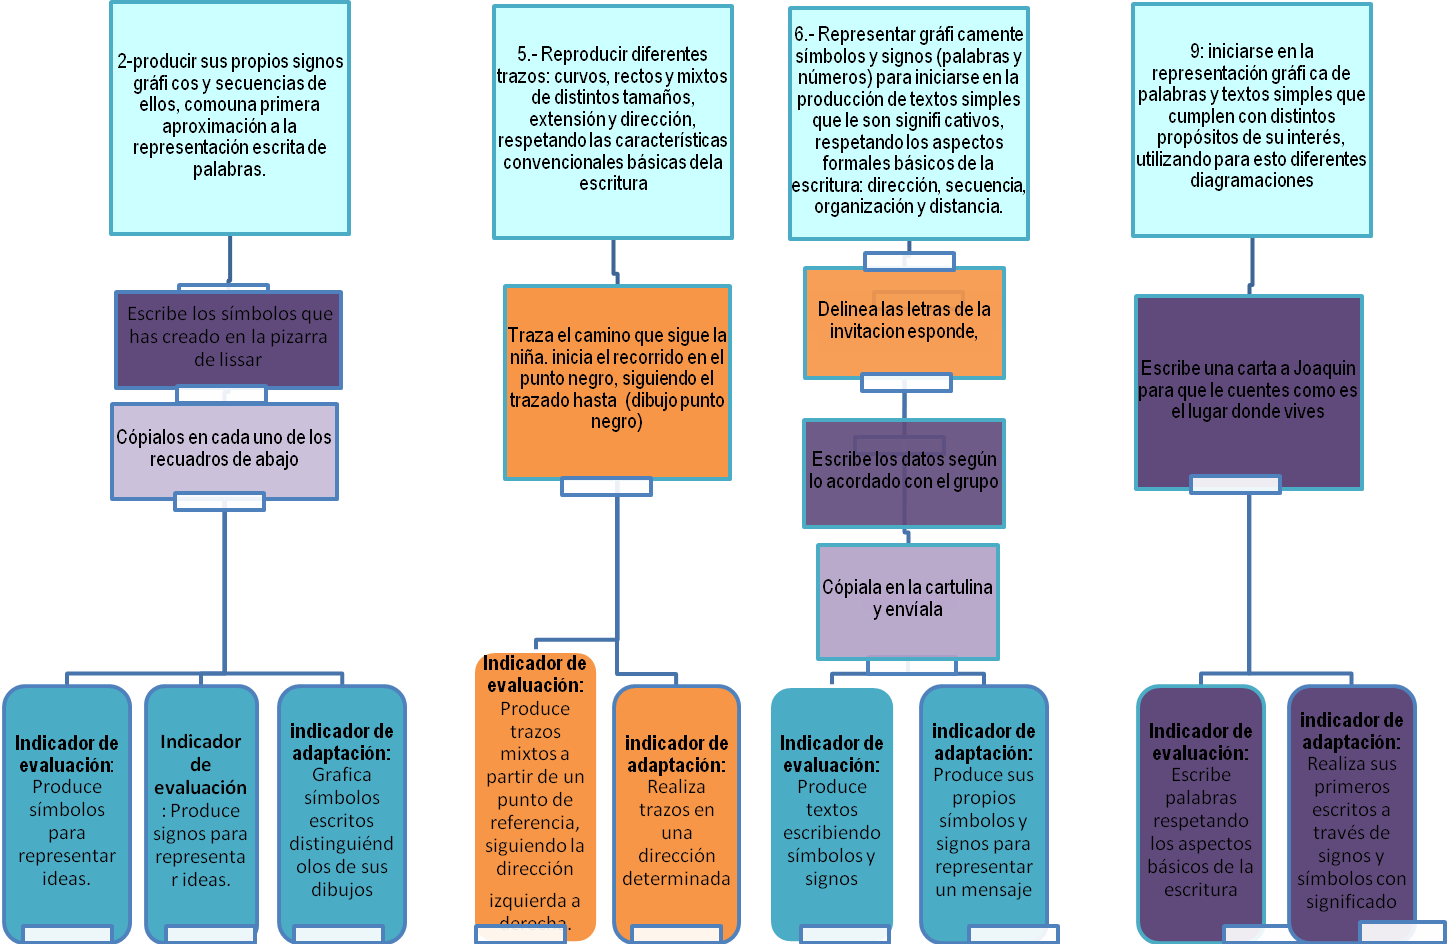 2-producir sus propios signos
gráfi cos y secuencias de
ellos, comouna primera
aproximación a la
representación escrita de
palabras.
Escribe los símbolos que
has creado en la pizarra
de lissar
Cópialos en cada uno de los
recuadros de abajo
Indicador de
evaluación:
Produce
símbolos
para
representar
ideas.
Indicador
de
evaluación
: Produce
signos para
representa
r ideas.
indicador de
adaptación:
Grafica
símbolos
escritos
distinguiénd
olos de sus
dibujos
5.- Reproducir diferentes
trazos: curvos, rectos y mixtos
de distintos tamaños,
extensión y dirección,
respetando las características
convencionales básicas dela
escritura
Traza el camino que sigue la
niña. inicia el recorrido en el
punto negro, siguiendo el
trazado hasta (dibujo punto
negro)
Indicador de
evaluación:
Produce
trazos
mixtos a
partir de un
punto de
referencia,
siguiendo la
dirección
izquierda a
derecha.
indicador de
adaptación:
Realiza
trazos en
una
dirección
determinada
6.- Representar gráfi camente
símbolos y signos (palabras y
números) para iniciarse en la
producción de textos simples
que le son signifi cativos,
respetando los aspectos
formales básicos de la
escritura: dirección, secuencia,
organización y distancia.
Delinea las letras de la
invitacion esponde,
Escribe los datos según
lo acordado con el grupo
Cópiala en la cartulina
y envíala
Indicador de
evaluación:
Produce
textos
escribiendo
símbolos y
signos
indicador de
adaptación:
Produce sus
propios
símbolos y
signos para
representar
un mensaje
9: iniciarse en la
representación gráfi ca de
palabras y textos simples que
cumplen con distintos
propósitos de su interés,
utilizando para esto diferentes
diagramaciones
Escribe una carta a Joaquin
para que le cuentes como es
el lugar donde vives
Indicador de
evaluación:
Escribe
palabras
respetando
los aspectos
básicos de la
escritura
indicador de
adaptación:
Realiza sus
primeros
escritos a
través de
signos y
símbolos con
significado